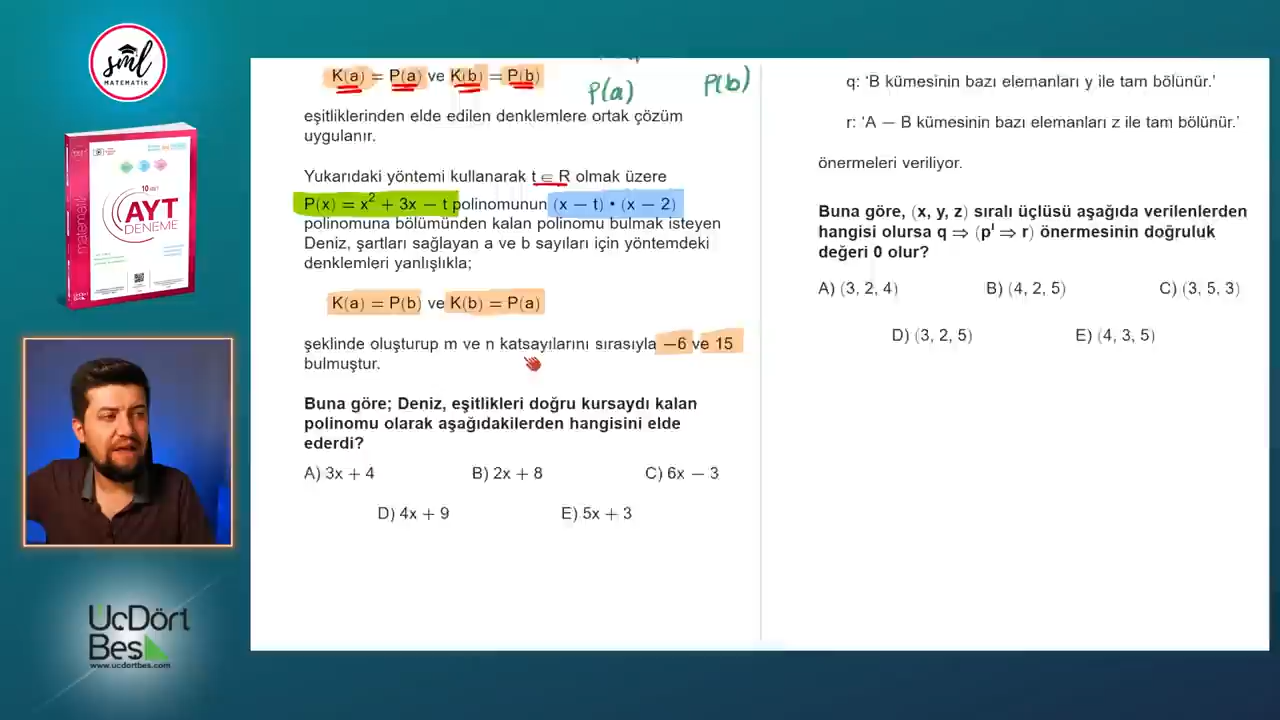 sml
MATEMATİK
10 adet
AYT
DENEME
matematik
ÜçDört
Beş
www.ucdortbes.com
K(a) = P(a) ve K(b) = P(b)
P(a)
P(b)
eşitliklerinden elde edilen denklemlere ortak çözüm
uygulanır.
Yukarıdaki yöntemi kullanarak t ∈ R olmak üzere
P(x) = x² + 3x − t polinomunun (x − t) • (x − 2)
polinomuna bölümünden kalan polinomu bulmak isteyen
Deniz, şartları sağlayan a ve b sayıları için yöntemdeki
denklemleri yanlışlıkla;
K(a) = P(b) ve K(b) = P(a)
şeklinde oluşturup m ve n katsayılarını sırasıyla −6 ve 15
bulmuştur.
Buna göre; Deniz, eşitlikleri doğru kursaydı kalan
polinomu olarak aşağıdakilerden hangisini elde
ederdi?
A) 3x + 4 B) 2x + 8 C) 6x − 3
D) 4x + 9 E) 5x + 3
q: ‘B kümesinin bazı elemanları y ile tam bölünür.’
r: ‘A − B kümesinin bazı elemanları z ile tam bölünür.’
önermeleri veriliyor.
Buna göre, (x, y, z) sıralı üçlüsü aşağıda verilenlerden
hangisi olursa q ⇒ (pᴵ ⇒ r) önermesinin doğruluk
değeri 0 olur?
A) (3, 2, 4) B) (4, 2, 5) C) (3, 5, 3)
D) (3, 2, 5) E) (4, 3, 5)